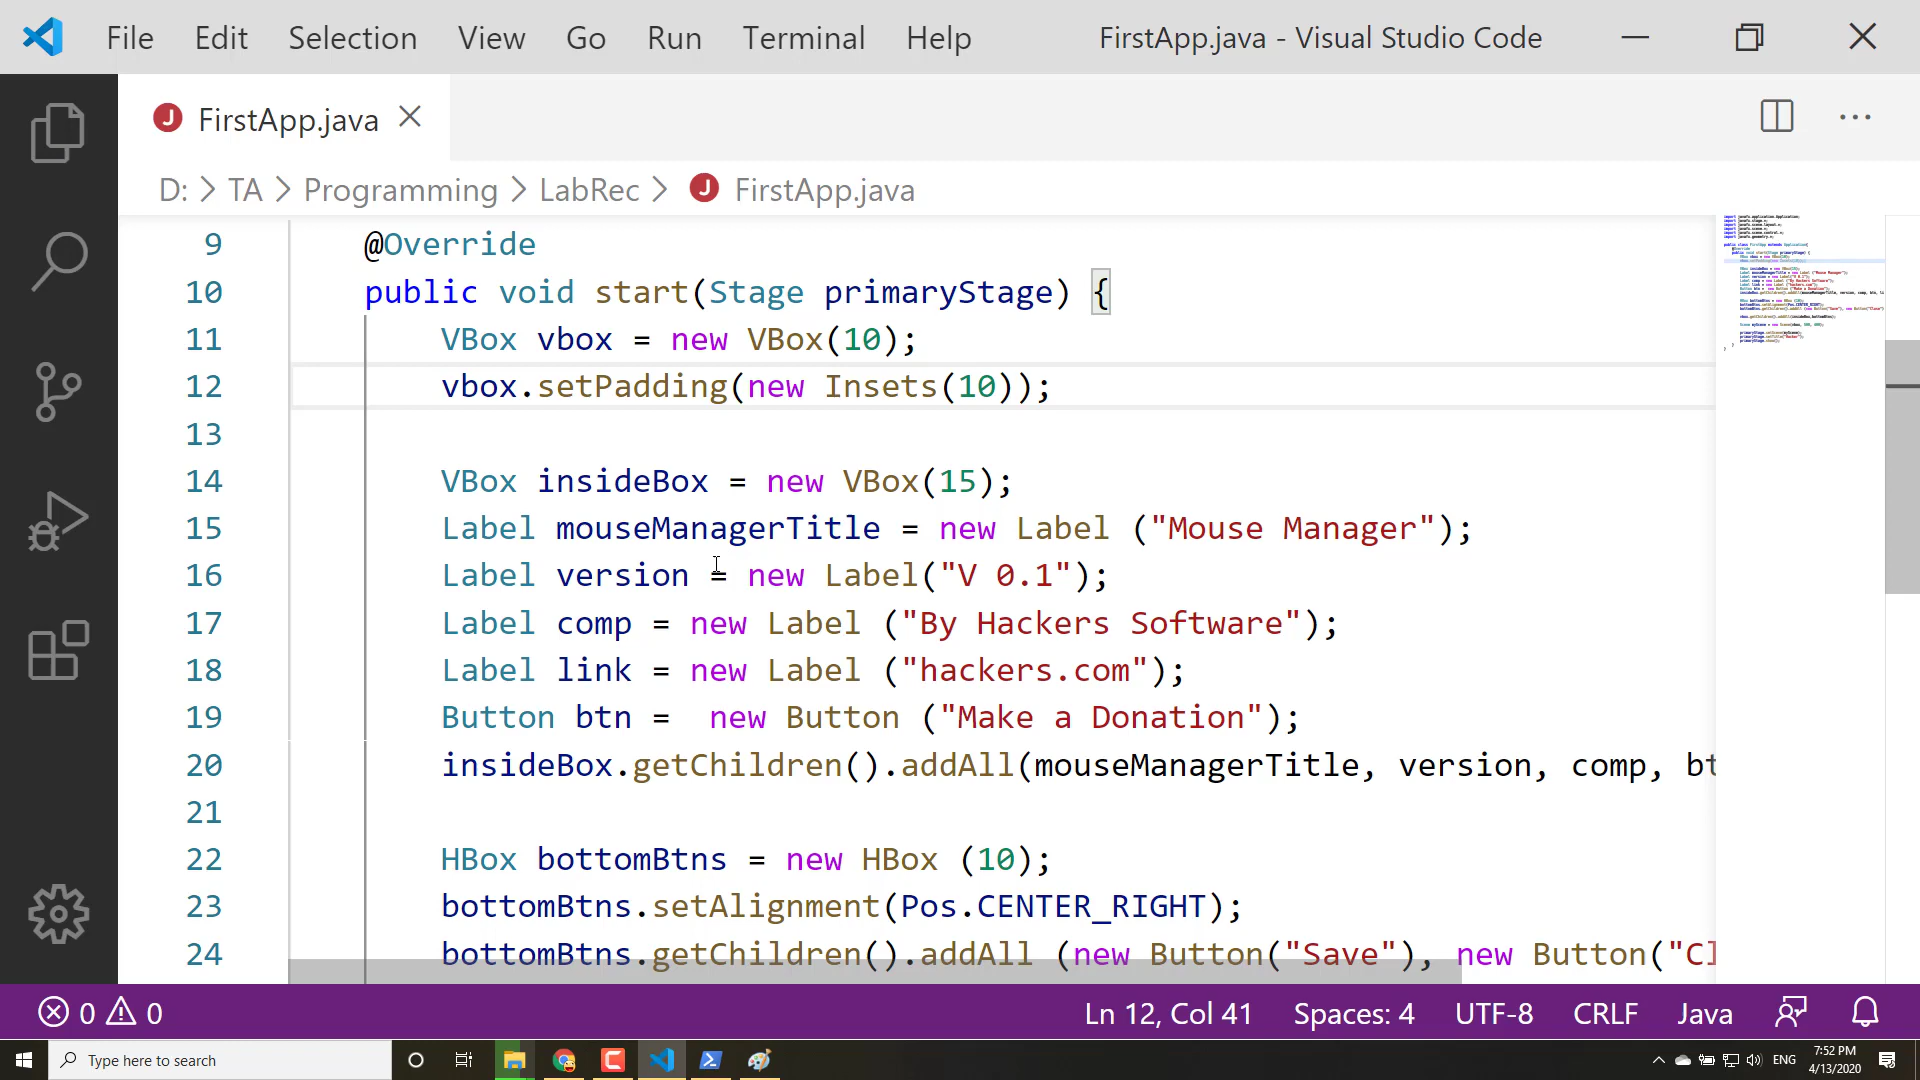 File Edit Selection View Go Run Terminal Help FirstApp.java - Visual Studio Code
J FirstApp.java
D: > TA > Programming > LabRec > J FirstApp.java
9 @Override
10 public void start(Stage primaryStage) {
11 VBox vbox = new VBox(10);
12 vbox.setPadding(new Insets(10));
13
14 VBox insideBox = new VBox(15);
15 Label mouseManagerTitle = new Label ("Mouse Manager");
16 Label version = new Label("V 0.1");
17 Label comp = new Label ("By Hackers Software");
18 Label link = new Label ("hackers.com");
19 Button btn =  new Button ("Make a Donation");
20 insideBox.getChildren().addAll(mouseManagerTitle, version, comp, bt
21
22 HBox bottomBtns = new HBox (10);
23 bottomBtns.setAlignment(Pos.CENTER_RIGHT);
24 bottomBtns.getChildren().addAll (new Button("Save"), new Button("Cl
0 0 Ln 12, Col 41 Spaces: 4 UTF-8 CRLF Java
Type here to search ENG 7:52 PM
4/13/2020